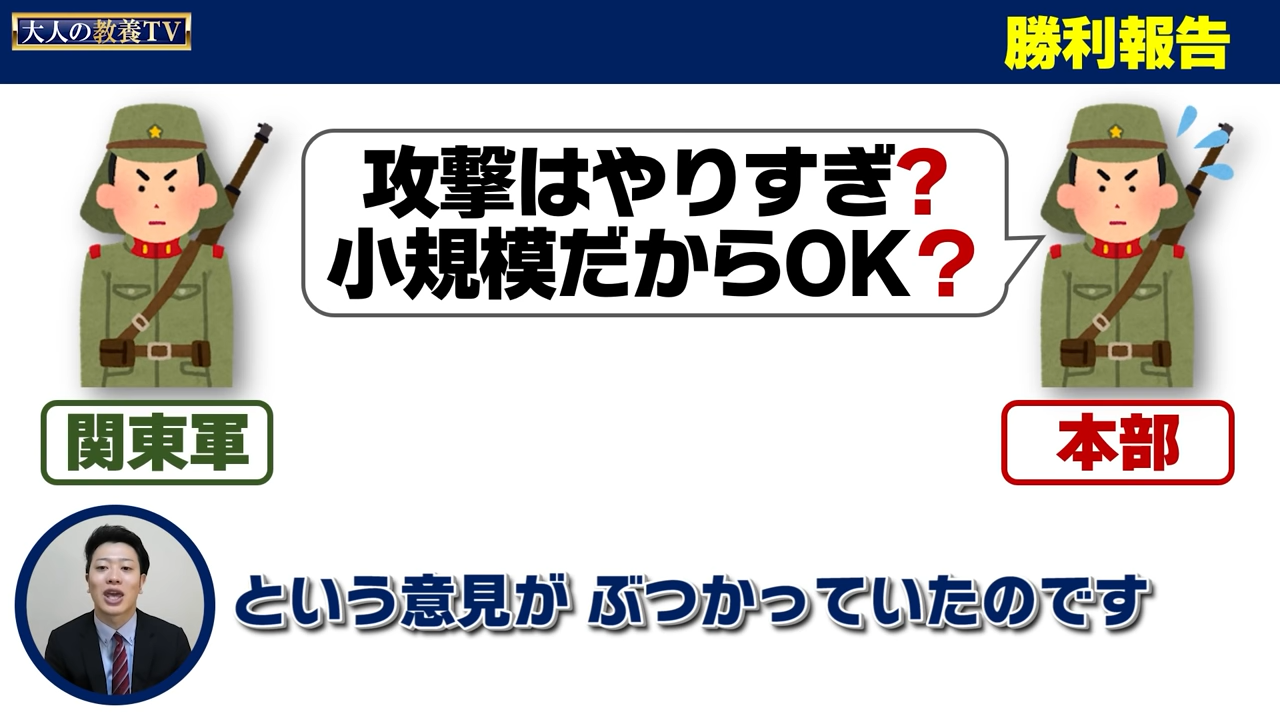 大人の教養TV
勝利報告
攻撃はやりすぎ？
小規模だからOK？
関東軍
本部
という意見が ぶつかっていたのです